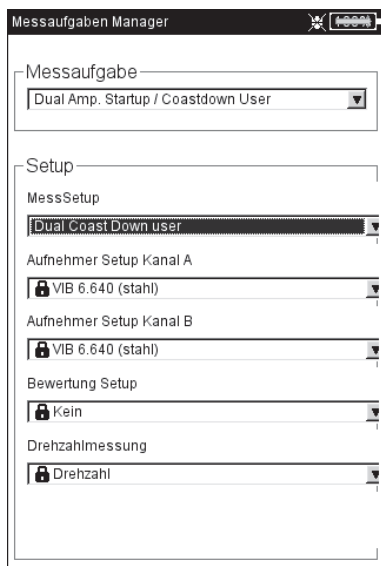 Messaufgaben Manager
100%
Messaufgabe
Dual Amp. Startup / Coastdown User
Setup
MessSetup
Dual Coast Down user
Aufnehmer Setup Kanal A
VIB 6.640 (stahl)
Aufnehmer Setup Kanal B
VIB 6.640 (stahl)
Bewertung Setup
Kein
Drehzahlmessung
Drehzahl